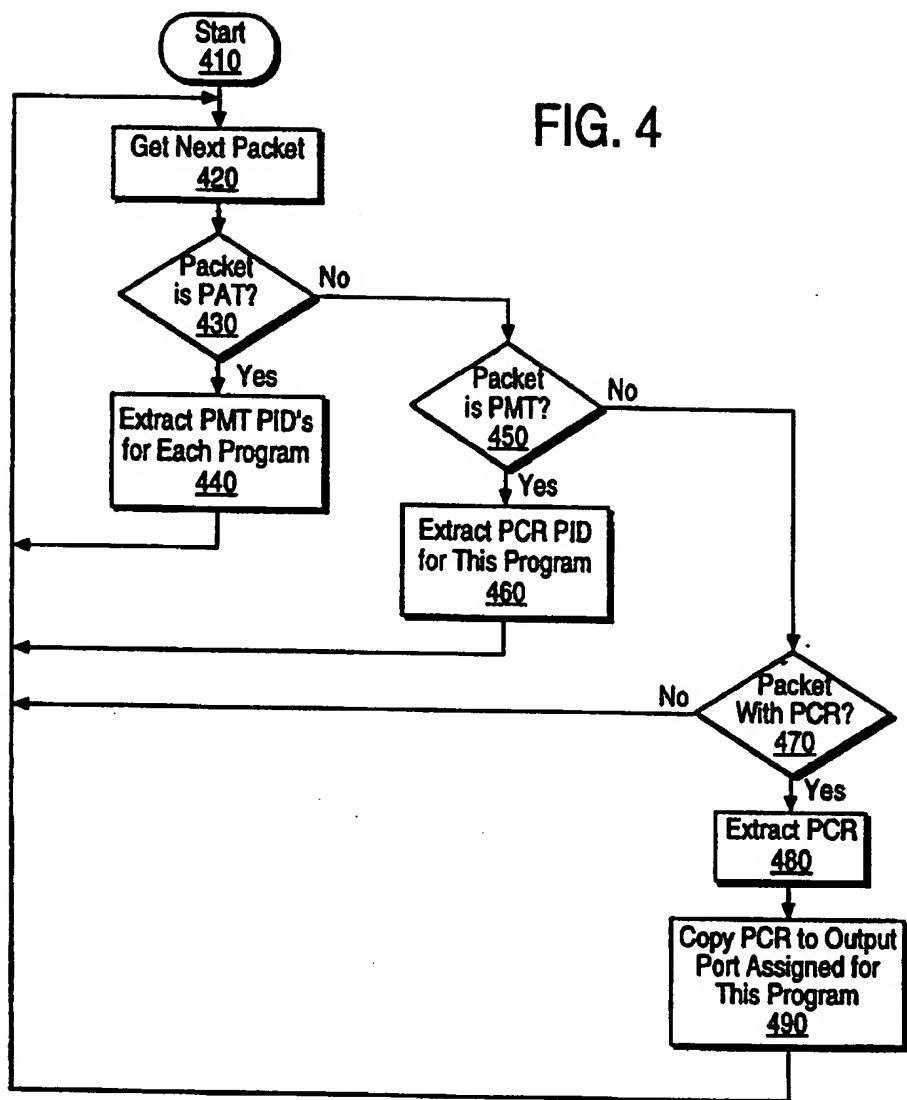 Start
410
FIG. 4
Get Next Packet
420
Packet
is PAT?
430
No
Yes
Extract PMT PID's
for Each Program
440
Packet
is PMT?
450
No
Yes
Extract PCR PID
for This Program
460
No
Packet
With PCR?
470
Yes
Extract PCR
480
Copy PCR to Output
Port Assigned for
This Program
490